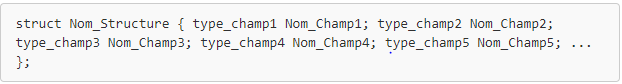 struct Nom_Structure { type_champ1 Nom_Champ1; type_champ2 Nom_Champ2;
type_champ3 Nom_Champ3; type_champ4 Nom_Champ4; type_champ5 Nom_Champ5; ...
};